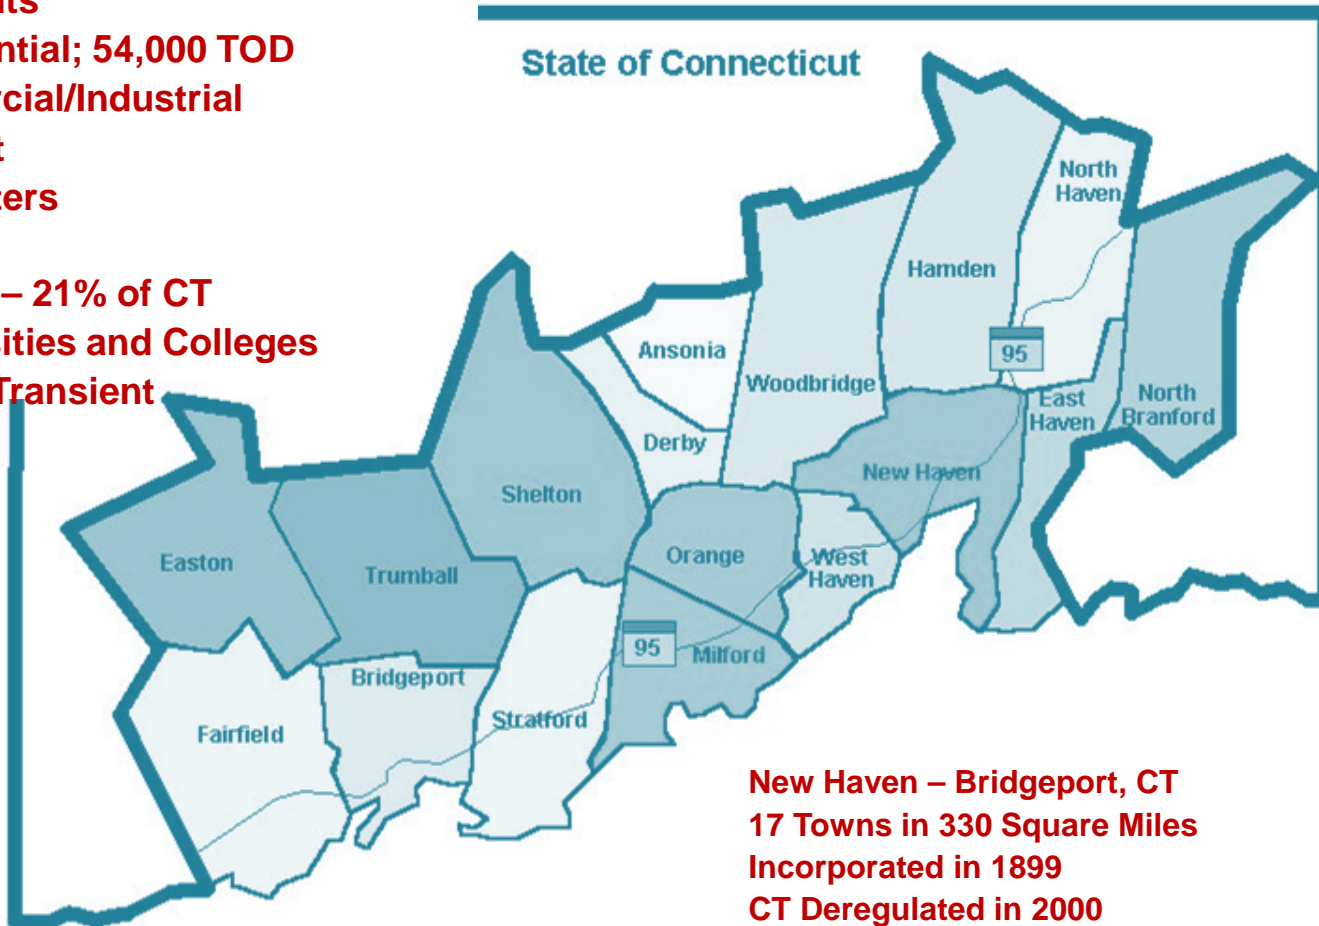 ntial; 54,000 TOD
rcial/Industrial
ters
– 21% of CT
sities and Colleges
Transient
State of Connecticut
North
Haven
Hamden
95
Ansonia
Woodbridge
East
Haven
North
Branford
Derby
New Haven
Shelton
Orange
West
Haven
Easton
Trumball
95
Milford
Bridgeport
Stratford
Fairfield
New Haven – Bridgeport, CT
17 Towns in 330 Square Miles
Incorporated in 1899
CT Deregulated in 2000